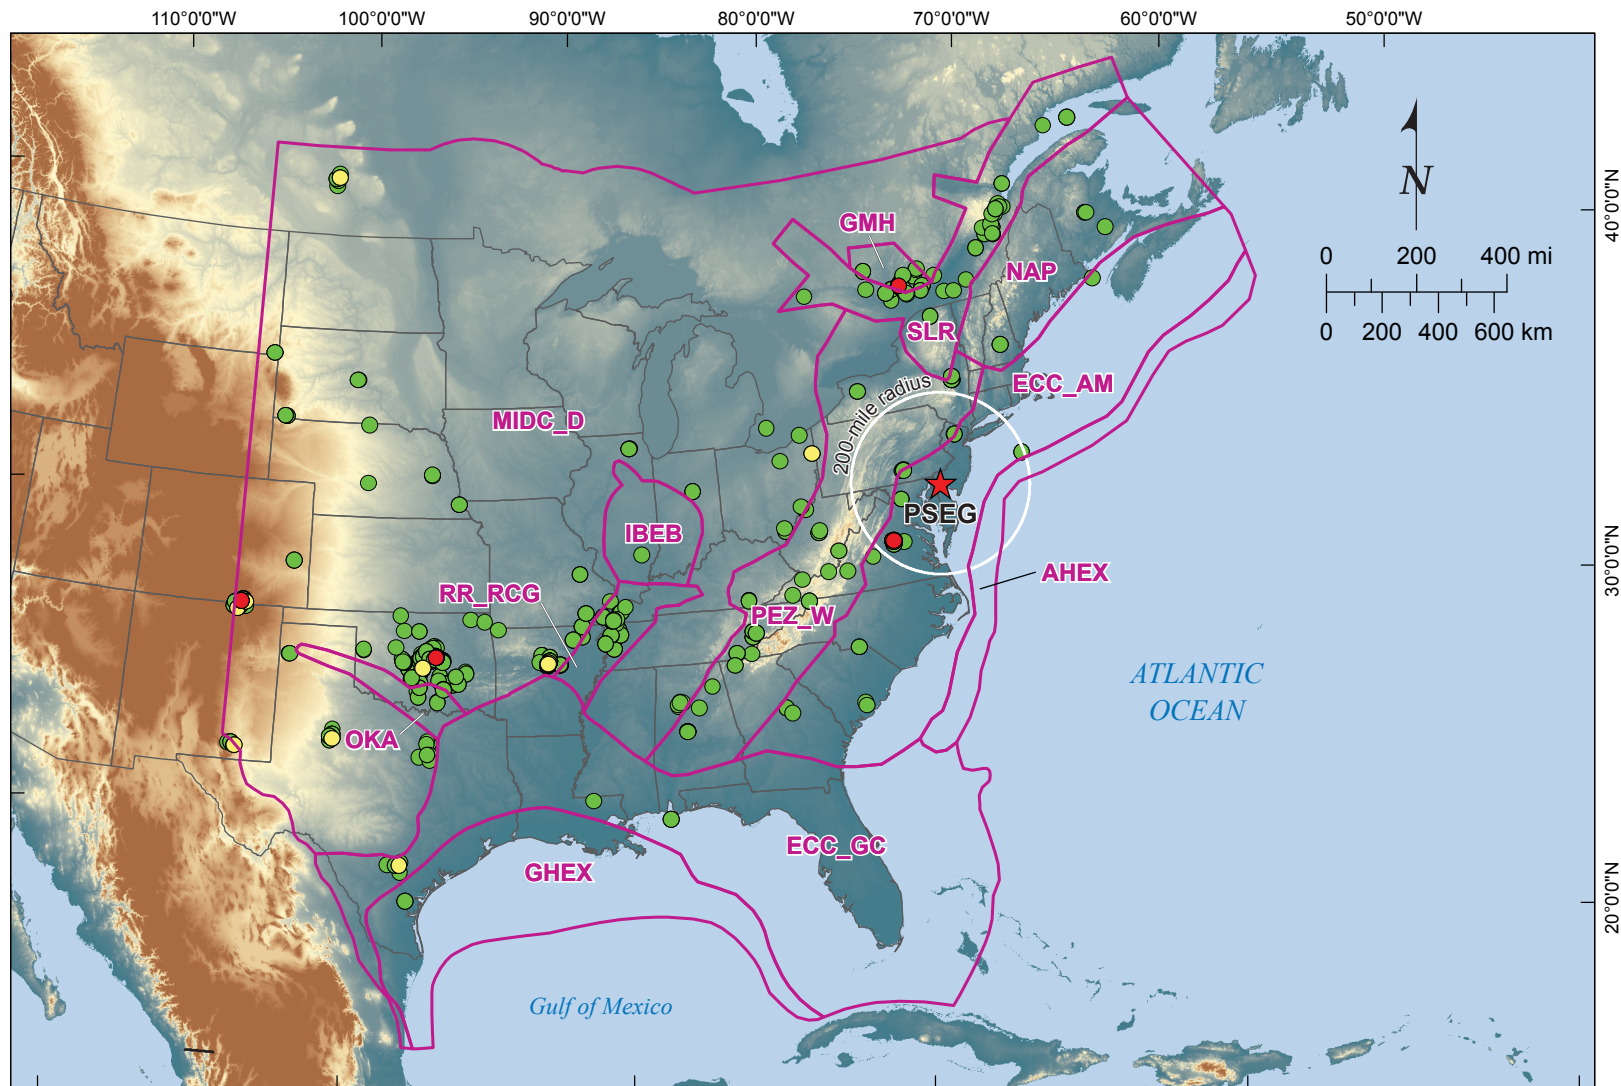 110°0'0"W 100°0'0"W 90°0'0"W 80°0'0"W 70°0'0"W 60°0'0"W 50°0'0"W
40°0'0"N
30°0'0"N
20°0'0"N
N
0 200 400 mi
0 200 400 600 km
GMH
NAP
SLR
ECC_AM
200-mile radius
MIDC_D
PSEG
IBEB
AHEX
RR_RCG
PEZ_W
ATLANTIC
OCEAN
OKA
ECC_GC
GHEX
Gulf of Mexico